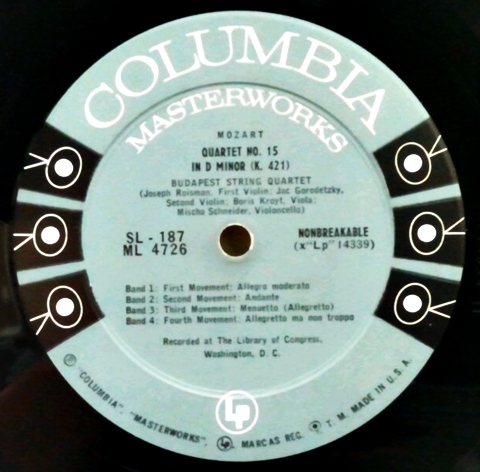 COLUMBIA
MASTERWORKS
MOZART
QUARTET NO. 15
IN D MINOR (K. 421)
BUDAPEST STRING QUARTET
(Joseph Roisman, First Violin; Jac Gorodetzky,
Second Violin; Boris Kroyt, Viola;
Mischa Schneider, Violoncello)
SL - 187
ML 4726
NONBREAKABLE
(x"Lp" 14339)
Band 1: First Movement: Allegro moderato
Band 2: Second Movement: Andante
Band 3: Third Movement: Menuetto (Allegretto)
Band 4: Fourth Movement: Allegretto ma non troppo
Recorded at The Library of Congress,
Washington, D. C.
LP
"COLUMBIA", "MASTERWORKS", LP MARCAS REG. T. M. MADE IN U.S.A.